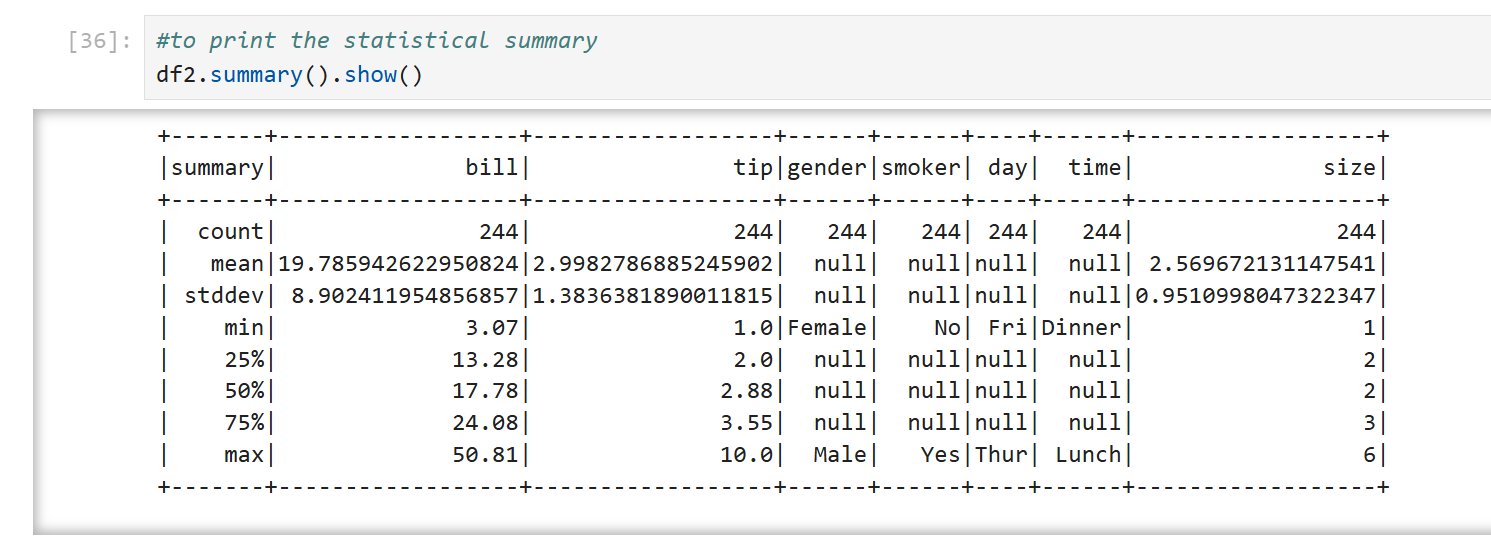 [36]: #to print the statistical summary
df2.summary().show()
+-------+------------------+------------------+------+------+----+------+------------------+
|summary|              bill|               tip|gender|smoker| day|  time|              size|
+-------+------------------+------------------+------+------+----+------+------------------+
|  count|               244|               244|   244|   244| 244|   244|               244|
|   mean|19.785942622950824|2.9982786885245902|  null|  null|null|  null| 2.569672131147541|
| stddev| 8.902411954856857|1.3836381890011815|  null|  null|null|  null|0.9510998047322347|
|    min|              3.07|               1.0|Female|    No| Fri|Dinner|                 1|
|    25%|             13.28|               2.0|  null|  null|null|  null|                 2|
|    50%|             17.78|              2.88|  null|  null|null|  null|                 2|
|    75%|             24.08|              3.55|  null|  null|null|  null|                 3|
|    max|             50.81|              10.0|  Male|   Yes|Thur| Lunch|                 6|
+-------+------------------+------------------+------+------+----+------+------------------+